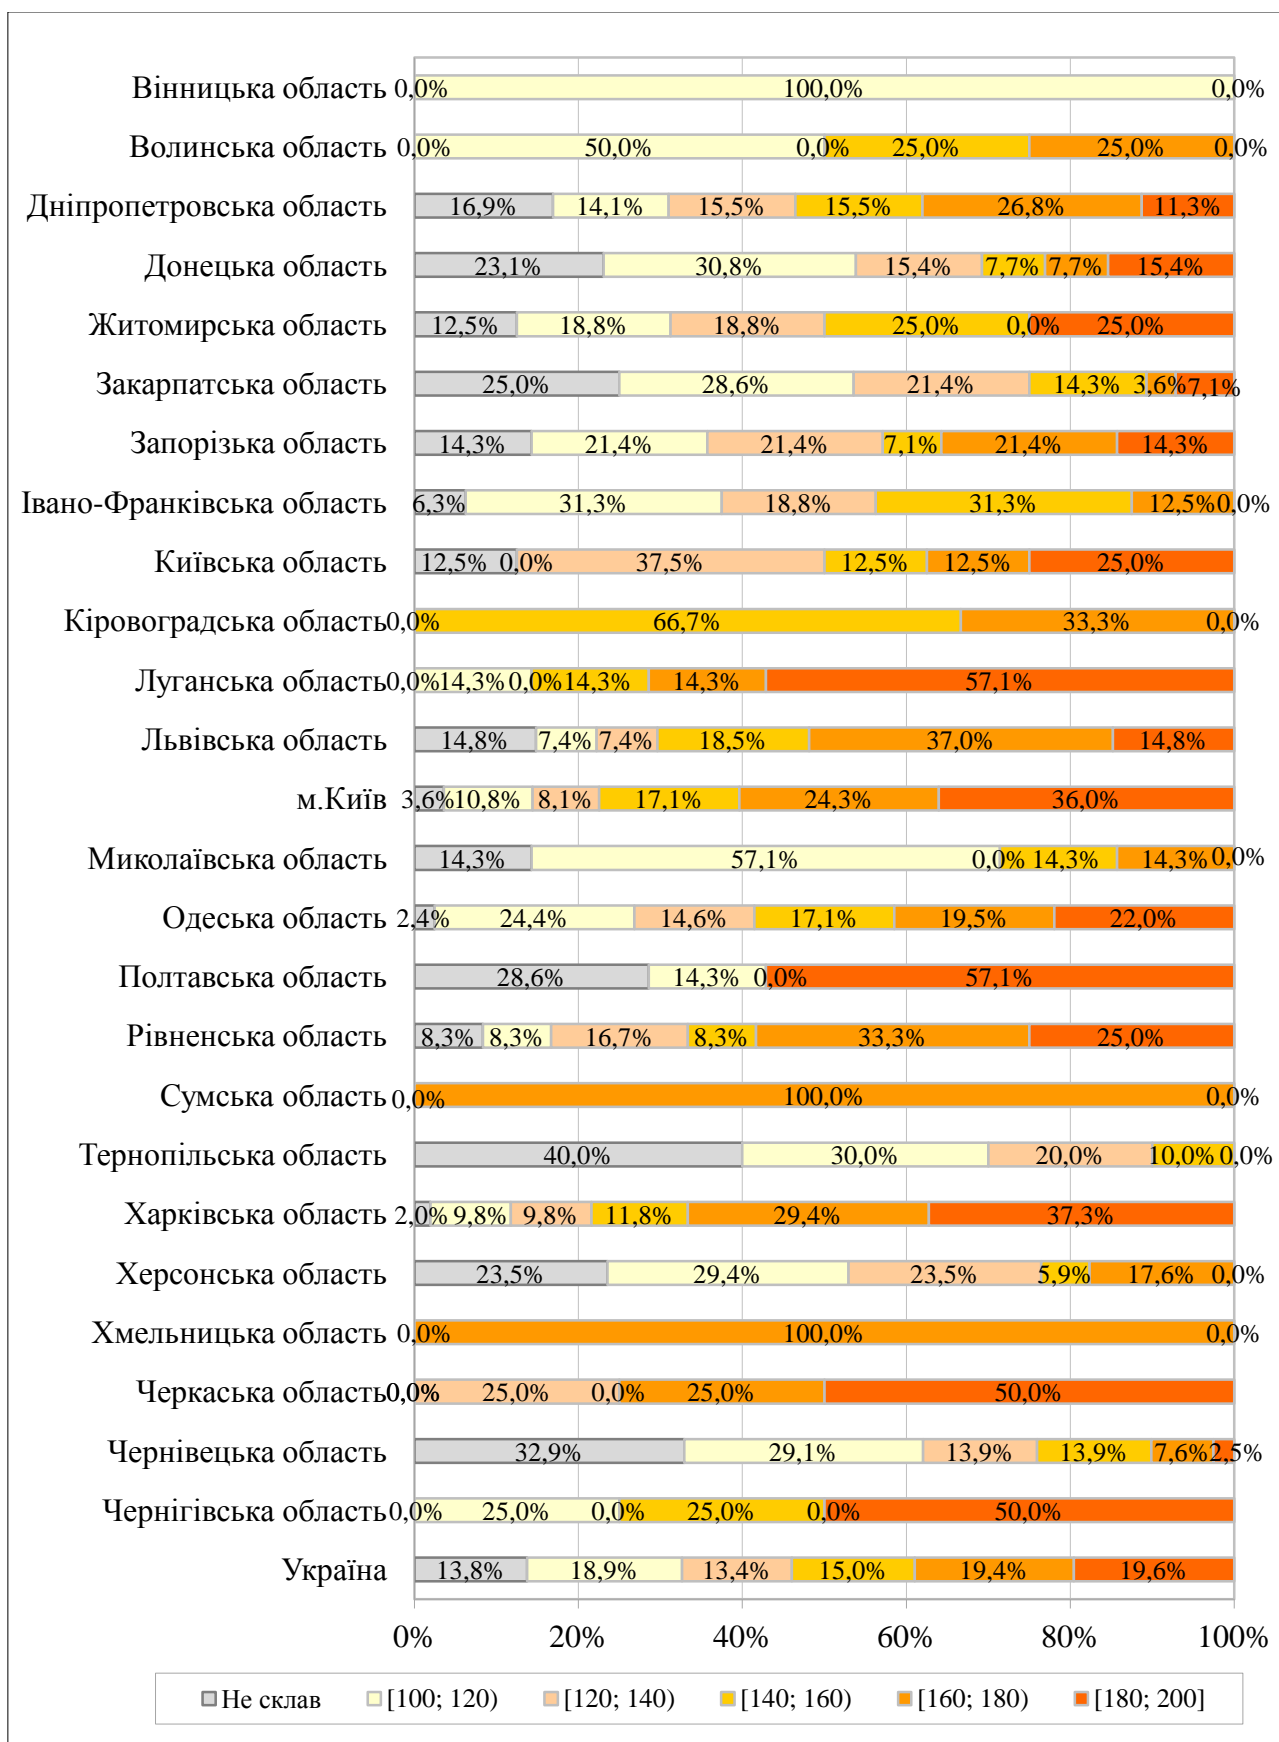 Вінницька область 0,0% 100,0% 0,0%
Волинська область 0,0% 50,0% 0,0% 25,0% 25,0% 0,0%
Дніпропетровська область 16,9% 14,1% 15,5% 15,5% 26,8% 11,3%
Донецька область 23,1% 30,8% 15,4% 7,7% 7,7% 15,4%
Житомирська область 12,5% 18,8% 18,8% 25,0% 0,0% 25,0%
Закарпатська область 25,0% 28,6% 21,4% 14,3% 3,6% 7,1%
Запорізька область 14,3% 21,4% 21,4% 7,1% 21,4% 14,3%
Івано-Франківська область 6,3% 31,3% 18,8% 31,3% 12,5% 0,0%
Київська область 12,5% 0,0% 37,5% 12,5% 12,5% 25,0%
Кіровоградська область 0,0% 66,7% 33,3% 0,0%
Луганська область 0,0% 14,3% 0,0% 14,3% 14,3% 57,1%
Львівська область 14,8% 7,4% 7,4% 18,5% 37,0% 14,8%
м.Київ 3,6% 10,8% 8,1% 17,1% 24,3% 36,0%
Миколаївська область 14,3% 57,1% 0,0% 14,3% 14,3% 0,0%
Одеська область 2,4% 24,4% 14,6% 17,1% 19,5% 22,0%
Полтавська область 28,6% 14,3% 0,0% 57,1%
Рівненська область 8,3% 8,3% 16,7% 8,3% 33,3% 25,0%
Сумська область 0,0% 100,0% 0,0%
Тернопільська область 40,0% 30,0% 20,0% 10,0% 0,0%
Харківська область 2,0% 9,8% 9,8% 11,8% 29,4% 37,3%
Херсонська область 23,5% 29,4% 23,5% 5,9% 17,6% 0,0%
Хмельницька область 0,0% 100,0% 0,0%
Черкаська область 0,0% 25,0% 0,0% 25,0% 50,0%
Чернівецька область 32,9% 29,1% 13,9% 13,9% 7,6% 2,5%
Чернігівська область 0,0% 25,0% 0,0% 25,0% 0,0% 50,0%
Україна 13,8% 18,9% 13,4% 15,0% 19,4% 19,6%
0% 20% 40% 60% 80% 100%
Не склав [100; 120) [120; 140) [140; 160) [160; 180) [180; 200]